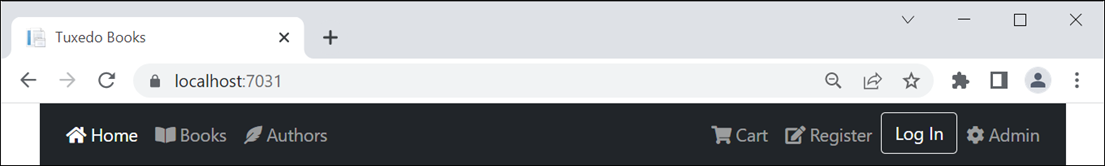 Tuxedo Books
localhost:7031
Home Books Authors Cart Register Log In Admin